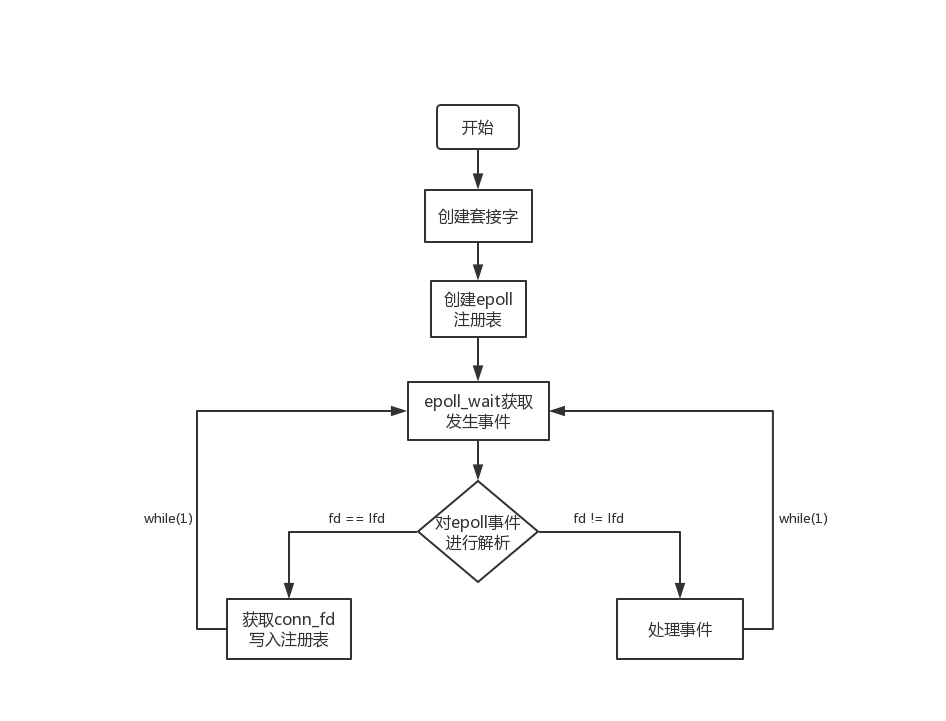 开始
创建套接字
创建epoll
注册表
epoll_wait获取
发生事件
while(1)
fd == lfd
对epoll事件
进行解析
fd != lfd
while(1)
获取conn_fd
写入注册表
处理事件